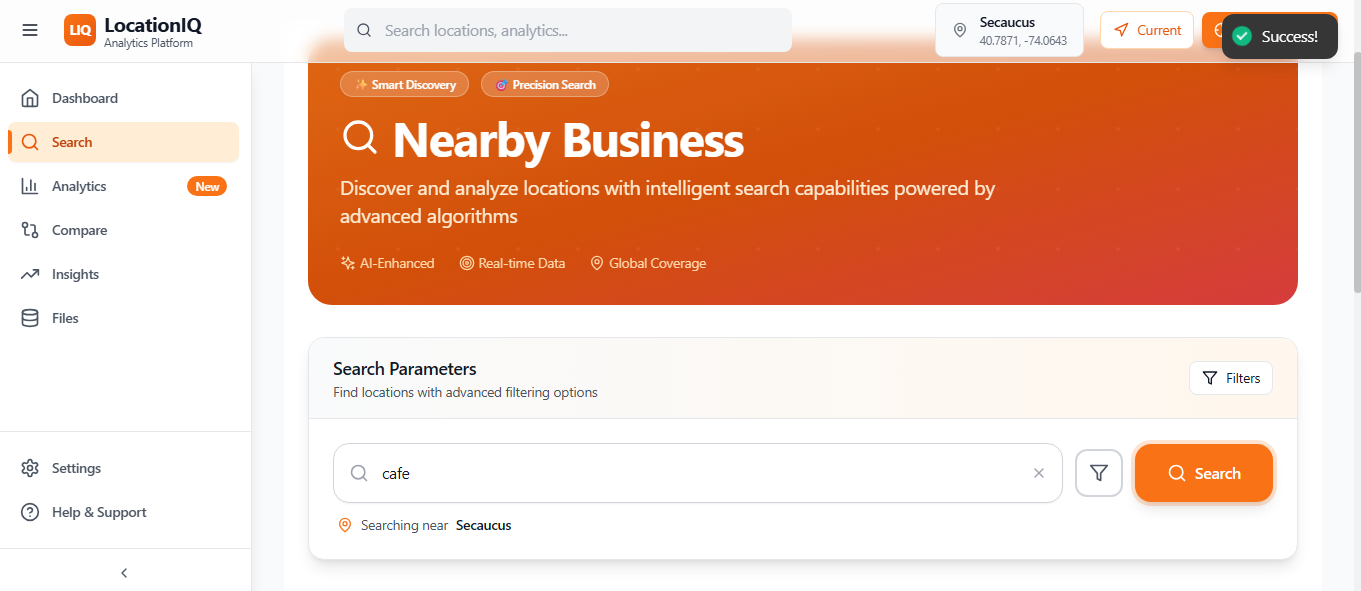 LIQ
LocationIQ
Analytics Platform
Search locations, analytics...
Secaucus
40.7871, -74.0643
Current
Success!
Dashboard
Search
Analytics
New
Compare
Insights
Files
Settings
Help & Support
Smart Discovery
Precision Search
Nearby Business
Discover and analyze locations with intelligent search capabilities powered by
advanced algorithms
AI-Enhanced
Real-time Data
Global Coverage
Search Parameters
Find locations with advanced filtering options
Filters
cafe
Search
Searching near Secaucus